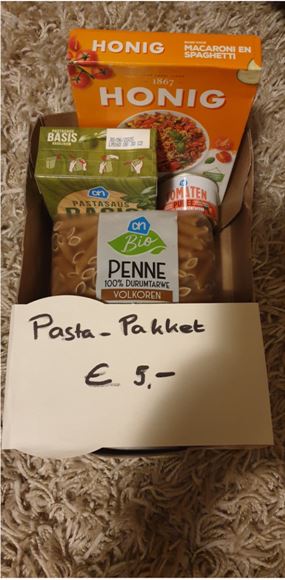 HONIG
MACARONI EN
SPAGHETTI
1867
HONIG
BASIS
ah
PASTASAUS
ah
TOMATEN
PUREE
ah
Bio
PENNE
100% DURUMTARWE
VOLKOREN
Pasta-Pakket
€ 5,-